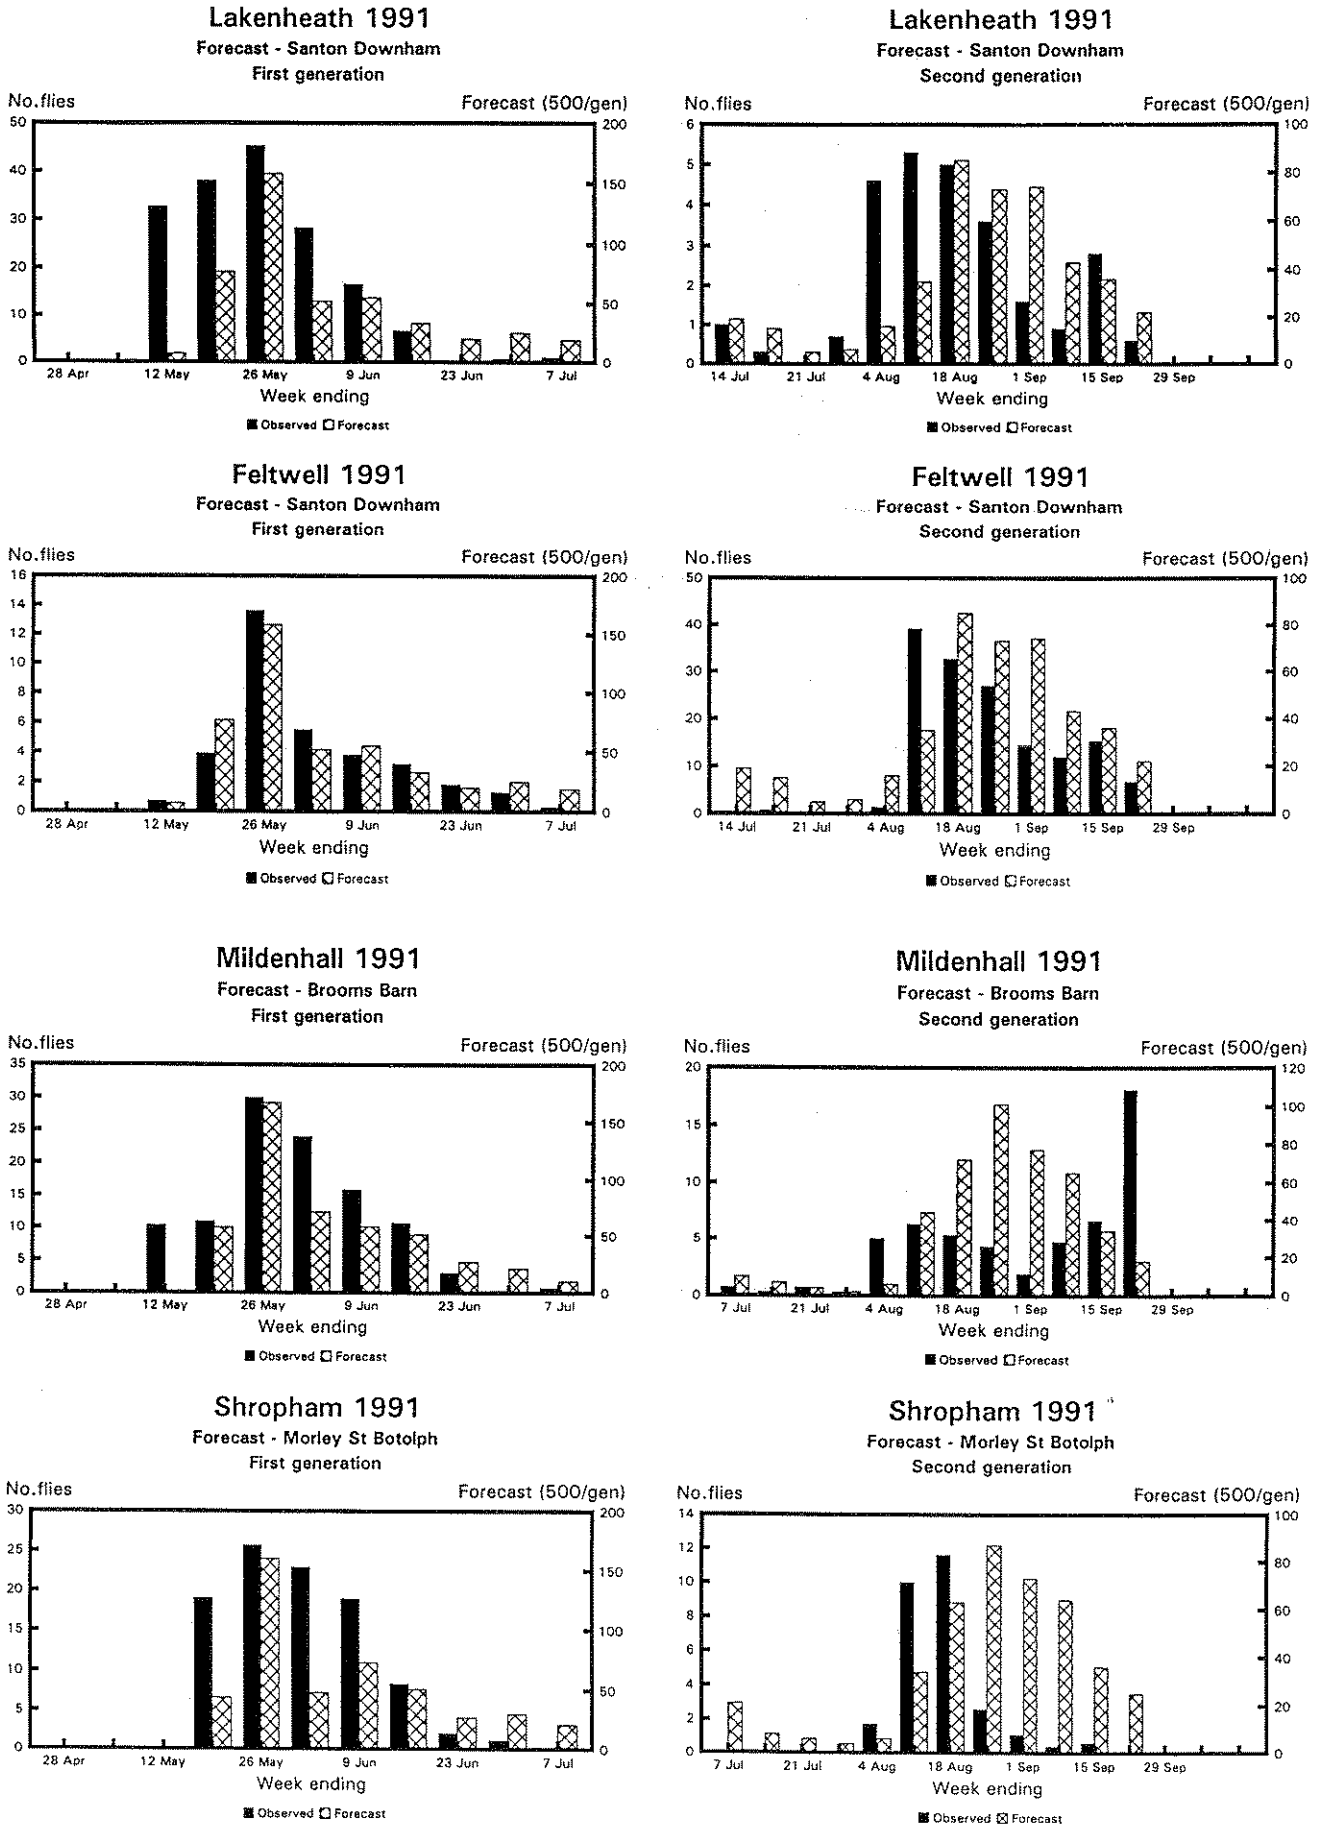 Lakenheath 1991
Forecast - Santon Downham
First generation
No.flies Forecast (500/gen)
50 200
40 150
30
20 100
10 50
0 0
28 Apr 12 May 26 May 9 Jun 23 Jun 7 Jul
Week ending
Observed Forecast
Lakenheath 1991
Forecast - Santon Downham
Second generation
No.flies Forecast (500/gen)
6 100
5 80
4 60
3
2 40
1 20
0 0
14 Jul 21 Jul 4 Aug 18 Aug 1 Sep 15 Sep 29 Sep
Week ending
Observed Forecast
Feltwell 1991
Forecast - Santon Downham
First generation
No.flies Forecast (500/gen)
16 200
14
12 150
10
8 100
6
4 50
2
0 0
28 Apr 12 May 26 May 9 Jun 23 Jun 7 Jul
Week ending
Observed Forecast
Feltwell 1991
Forecast - Santon Downham
Second generation
No.flies Forecast (500/gen)
50 100
40 80
30 60
20 40
10 20
0 0
14 Jul 21 Jul 4 Aug 18 Aug 1 Sep 15 Sep 29 Sep
Week ending
Observed Forecast
Mildenhall 1991
Forecast - Brooms Barn
First generation
No.flies Forecast (500/gen)
35 200
30
25 150
20
15 100
10
5 50
0 0
28 Apr 12 May 26 May 9 Jun 23 Jun 7 Jul
Week ending
Observed Forecast
Mildenhall 1991
Forecast - Brooms Barn
Second generation
No.flies Forecast (500/gen)
20 120
15 100
80
10 60
5 40
20
0 0
7 Jul 21 Jul 4 Aug 18 Aug 1 Sep 15 Sep 29 Sep
Week ending
Observed Forecast
Shropham 1991
Forecast - Morley St Botolph
First generation
No.flies Forecast (500/gen)
30 200
25 150
20
15 100
10 50
5
0 0
28 Apr 12 May 26 May 9 Jun 23 Jun 7 Jul
Week ending
Observed Forecast
Shropham 1991
Forecast - Morley St Botolph
Second generation
No.flies Forecast (500/gen)
14 100
12 80
10
8 60
6 40
4
2 20
0 0
7 Jul 21 Jul 4 Aug 18 Aug 1 Sep 15 Sep 29 Sep
Week ending
Observed Forecast